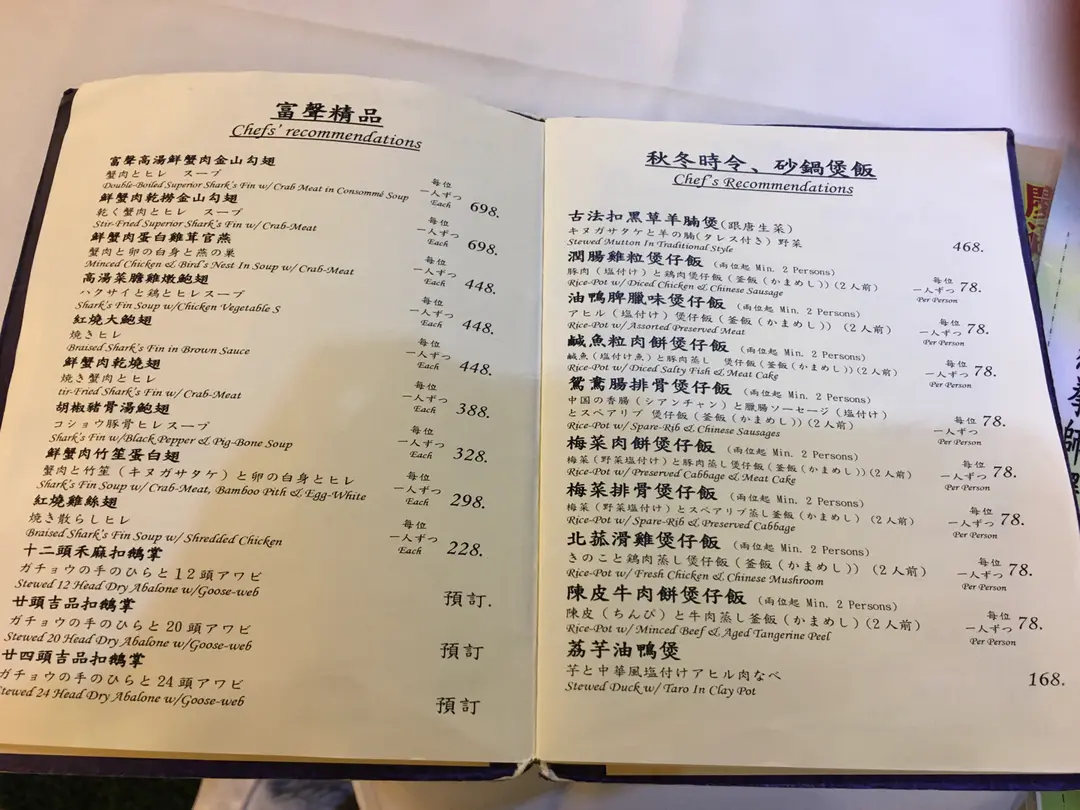 富聲精品
Chefs' recommendations
富聲高湯鮮蟹肉金山勾翅
蟹肉とヒレ　スープ
Double-Boiled Superior Shark's Fin w/ Crab Meat in Consommé Soup
每位
一人ずつ
Each
698.
鮮蟹肉乾撈金山勾翅
乾く蟹肉とヒレ　スープ
Stir-Fried Superior Shark's Fin w/ Crab-Meat
每位
一人ずつ
Each
698.
鮮蟹肉蛋白雞茸官燕
蟹肉と卵の白身と燕の巣
Minced Chicken & Bird's Nest In Soup w/ Crab-Meat
每位
一人ずつ
Each
448.
高湯菜膽雞燉鮑翅
ハクサイと鶏とヒレスープ
Shark's Fin Soup w/Chicken Vegetable S
每位
一人ずつ
Each
448.
紅燒大鮑翅
焼きヒレ
Braised Shark's Fin in Brown Sauce
每位
一人ずつ
Each
448.
鮮蟹肉乾燒翅
焼き蟹肉とヒレ
tir-Fried Shark's Fin w/ Crab-Meat
每位
一人ずつ
Each
388.
胡椒豬骨湯鮑翅
コショウ豚骨ヒレスープ
Shark's Fin w/Black Pepper & Pig-Bone Soup
每位
一人ずつ
Each
328.
鮮蟹肉竹笙蛋白翅
蟹肉と竹笙（キヌガサタケ）と卵の白身とヒレ
Shark's Fin Soup w/ Crab-Meat, Bamboo Pith & Egg-White
每位
一人ずつ
Each
298.
紅燒雞絲翅
焼き散らしヒレ
Braised Shark's Fin Soup w/ Shredded Chicken
每位
一人ずつ
Each
228.
十二頭禾麻扣鵝掌
ガチョウの手のひらと１２頭アワビ
Stewed 12 Head Dry Abalone w/Goose-web
預訂.
廿頭吉品扣鵝掌
ガチョウの手のひらと 20 頭アワビ
Stewed 20 Head Dry Abalone w/Goose-web
預訂
廿四頭吉品扣鵝掌
ガチョウの手のひらと 24 頭アワビ
Stewed 24 Head Dry Abalone w/Goose-web
預訂
秋冬時令、砂鍋煲飯
Chef's Recommendations
古法扣黑草羊腩煲(跟唐生菜)
キヌガサタケと羊の腩(タレス付き) 野菜
Stewed Mutton In Traditional Style
468.
潤腸雞粒煲仔飯 (兩位起 Min. 2 Persons)
豚肉（塩付け）と鶏肉煲仔飯（釜飯（かまめし））(２人前)
Rice-Pot w/ Diced Chicken & Chinese Sausage
每位
一人ずつ
Per Person
78.
油鴨脾臘味煲仔飯 (兩位起 Min. 2 Persons)
アヒル（塩付け）煲仔飯（釜飯（かまめし））(２人前)
Rice-Pot w/ Assorted Preserved Meat
每位
一人ずつ
Per Person
78.
鹹魚粒肉餅煲仔飯 (兩位起 Min. 2 Persons)
鹹魚（塩付け魚）と豚肉蒸し　煲仔飯（釜飯（かまめし））(２人前)
Rice-Pot w/ Diced Salty Fish & Meat Cake
每位
一人ずつ
Per Person
78.
鴛鴦腸排骨煲仔飯 (兩位起 Min. 2 Persons)
中国の香腸（シアンチャン）と臘腸ソーセージ（塩付け）
とスペアリブ 煲仔飯（釜飯（かまめし））(２人前)
Rice-Pot w/ Spare-Rib & Chinese Sausages
每位
一人ずつ
Per Person
78.
梅菜肉餅煲仔飯 (兩位起 Min. 2 Persons)
梅菜（野菜塩付け）と豚肉蒸し煲仔飯（釜飯（かまめし））(２人前)
Rice-Pot w/ Preserved Cabbage & Meat Cake
每位
一人ずつ
Per Person
78.
梅菜排骨煲仔飯 (兩位起 Min. 2 Persons)
梅菜（野菜塩付け）とスペアリブ蒸し釜飯（かまめし）(２人前)
Rice-Pot w/ Spare-Rib & Preserved Cabbage
每位
一人ずつ
Per Person
78.
北菰滑雞煲仔飯 (兩位起 Min. 2 Persons)
きのこと鶏肉蒸し煲仔飯（釜飯（かまめし））(２人前)
Rice-Pot w/ Fresh Chicken & Chinese Mushroom
每位
一人ずつ
Per Person
78.
陳皮牛肉餅煲仔飯 (兩位起 Min. 2 Persons)
陳皮（ちんぴ）と牛肉蒸し釜飯（かまめし）(２人前)
Rice-Pot w/ Minced Beef & Aged Tangerine Peel
每位
一人ずつ
Per Person
78.
荔芋油鴨煲
芋と中華風塩付けアヒル肉なべ
Stewed Duck w/ Taro In Clay Pot
168.